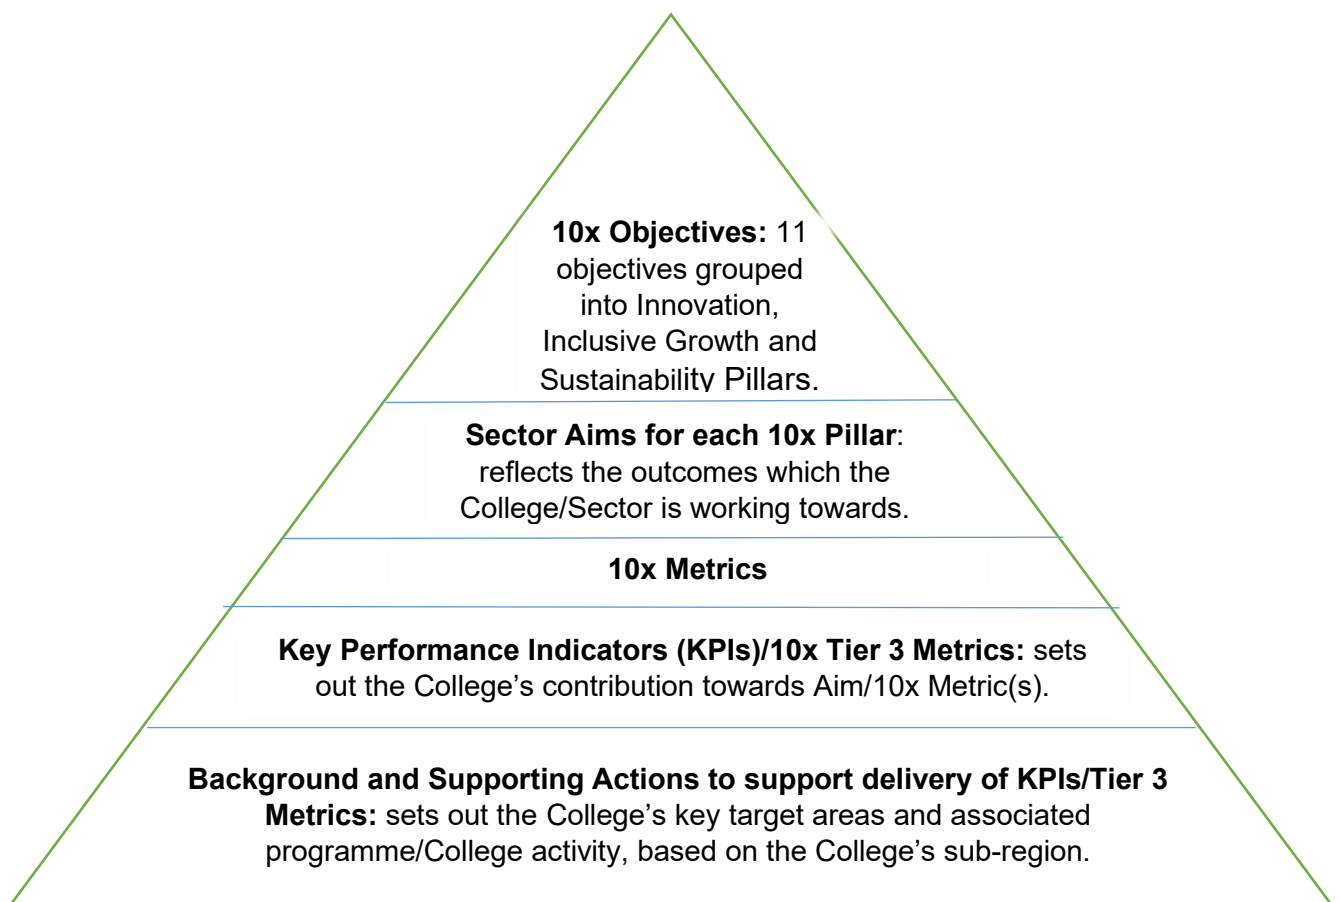 10x Objectives: 11
objectives grouped
into Innovation,
Inclusive Growth and
Sustainability Pillars.
Sector Aims for each 10x Pillar:
reflects the outcomes which the
College/Sector is working towards.
10x Metrics
Key Performance Indicators (KPIs)/10x Tier 3 Metrics: sets
out the College’s contribution towards Aim/10x Metric(s).
Background and Supporting Actions to support delivery of KPIs/Tier 3
Metrics: sets out the College’s key target areas and associated
programme/College activity, based on the College’s sub-region.